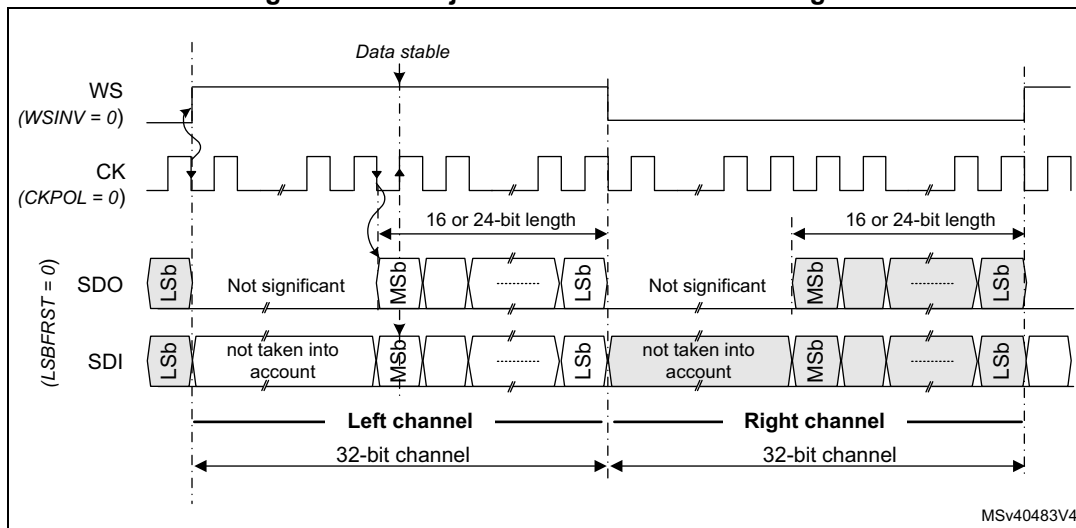 Data stable
WS
(WSINV = 0)
CK
(CKPOL = 0)
16 or 24-bit length
16 or 24-bit length
(LSBFRST = 0)
SDO
LSb
Not significant
MSb
LSb
Not significant
MSb
LSb
SDI
LSb
not taken into
account
MSb
LSb
not taken into
account
MSb
LSb
Left channel
Right channel
32-bit channel
32-bit channel
MSv40483V4